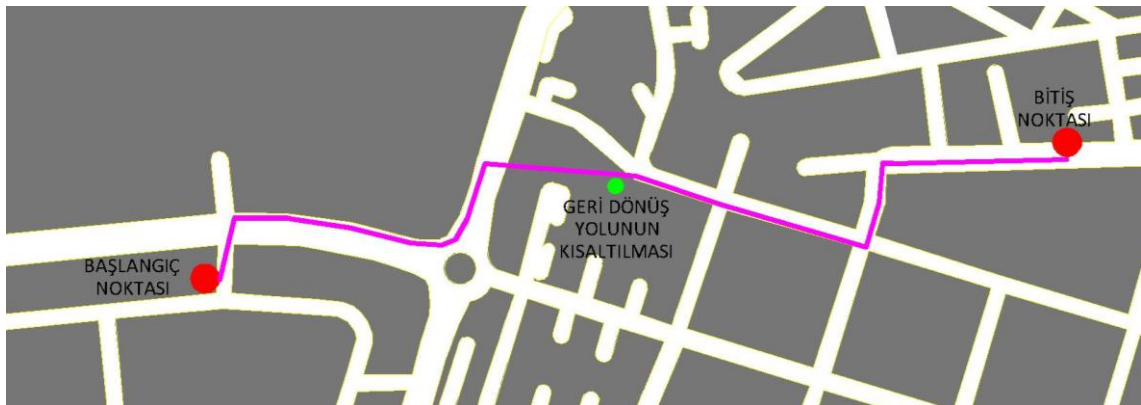 BAŞLANGIÇ
NOKTASI
GERİ DÖNÜŞ
YOLUNUN
KISALTILMASI
BİTİŞ
NOKTASI